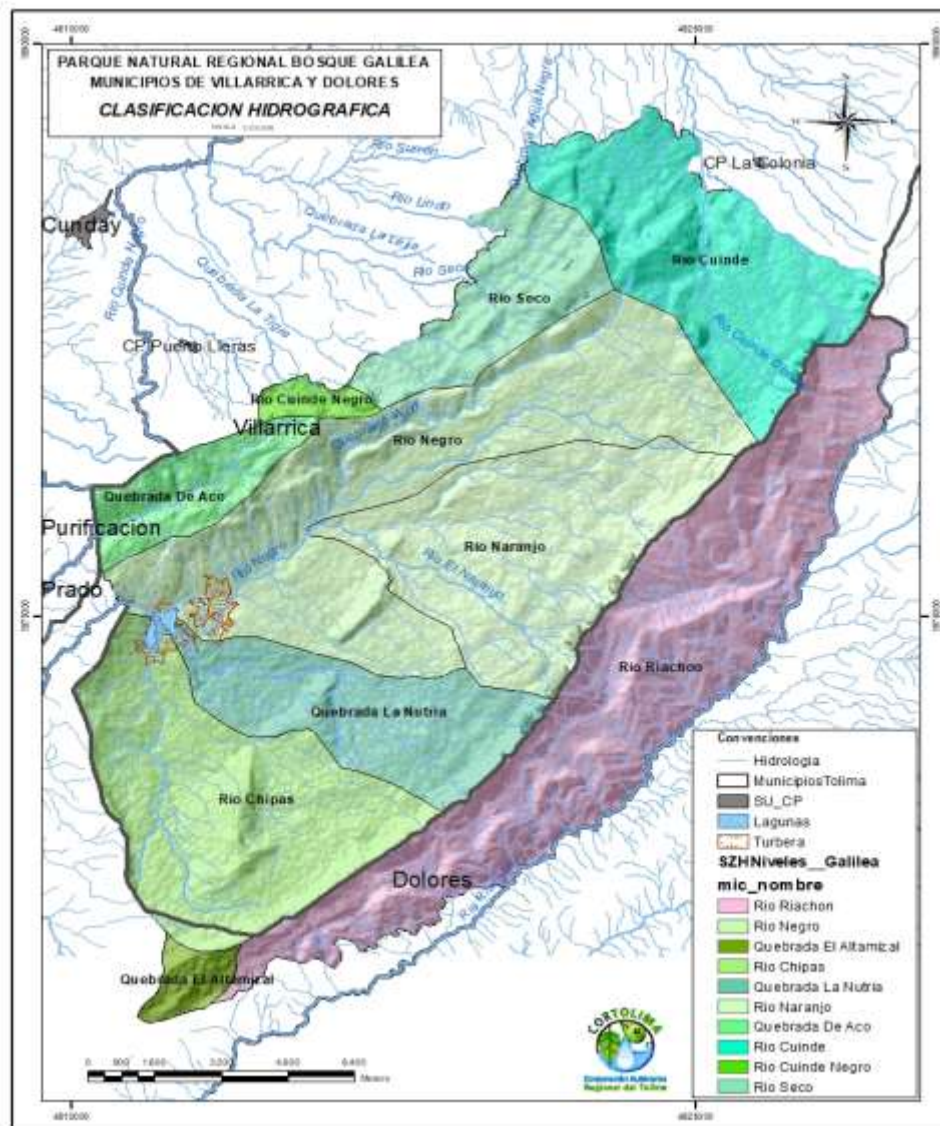 PARQUE NATURAL REGIONAL BOSQUE GALILEA
MUNICIPIOS DE VILLARRICA Y DOLORES
CLASIFICACION HIDROGRAFICA
CP La Colonia
Cunday
Rio Lindo
Quebrada La Leja
Rio Seco
Quebrada La Tigra
Rio Cuinde Negro
CP Puerto Lleras
Rio Cuinde
Rio Seco
Rio Cuinde Negro
Villarrica
Rio Negro
Quebrada De Aco
Purificacion
Rio Naranjo
Rio Negro
Rio El Naranjo
Prado
Rio Riachon
Quebrada La Nutria
Rio Chipas
Dolores
Quebrada El Altamizal
Convenciones
Hidrologia
MunicipiosTolima
SU_CP
Lagunas
Turbera
SZHNiveles__Galilea
mic_nombre
Rio Riachon
Rio Negro
Quebrada El Altamizal
Rio Chipas
Quebrada La Nutria
Rio Naranjo
Quebrada De Aco
Rio Cuinde
Rio Cuinde Negro
Rio Seco
CORTOLIMA
Corporación Autónoma
Regional del Tolima